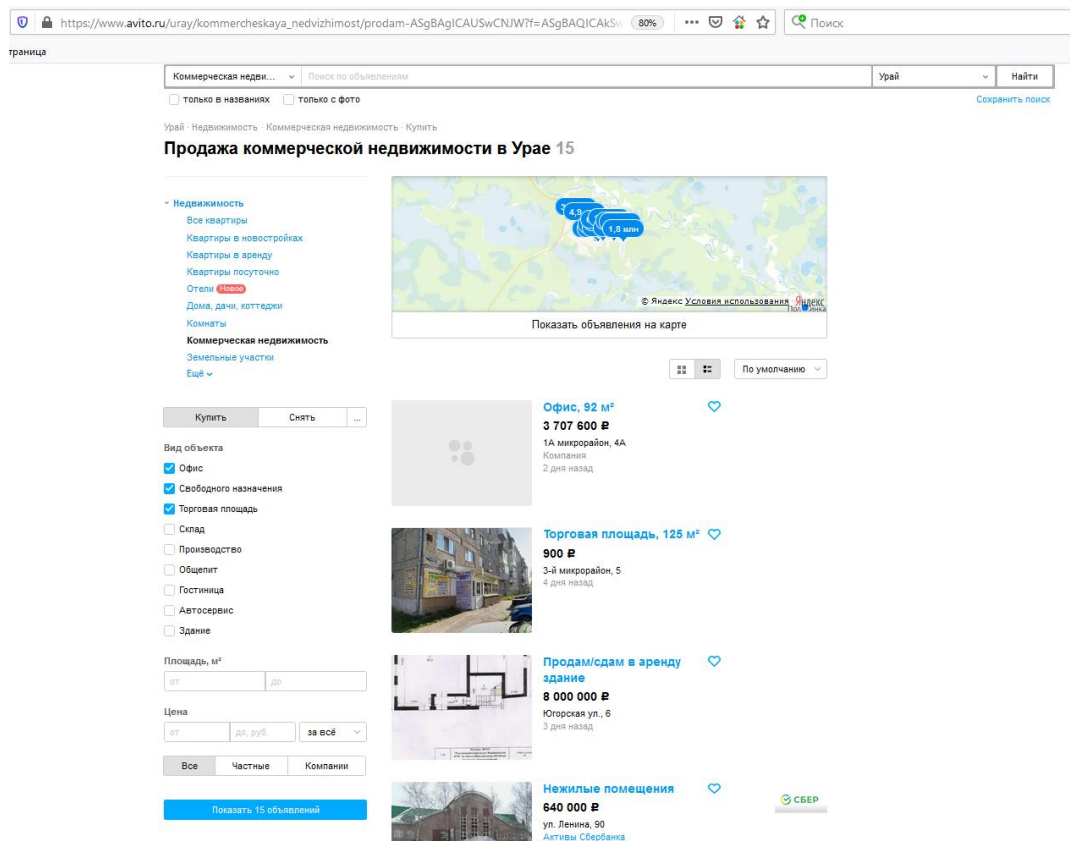 https://www.avito.ru/uray/kommercheskaya_nedvizhimost/prodam-ASgBAgICAUSwCNJW?f=ASgBAQICAkSw 80% ••• Поиск
траница
Коммерческая недви... Поиск по объявлениям Урай Найти
только в названиях только с фото Сохранить поиск
Урай · Недвижимость · Коммерческая недвижимость · Купить
Продажа коммерческой недвижимости в Урае 15
Недвижимость
Все квартиры
Квартиры в новостройках
Квартиры в аренду
Квартиры посуточно
Отели Новое
Дома, дачи, коттеджи
Комнаты
Коммерческая недвижимость
Земельные участки
Ещё
4,9
1,8 млн
© Яндекс Условия использования Яндекс
Показать объявления на карте
По умолчанию
Купить Снять ...
Вид объекта
Офис
Свободного назначения
Торговая площадь
Склад
Производство
Общепит
Гостиница
Автосервис
Здание
Площадь, м²
от до
Цена
от до, руб. за всё
Все Частные Компании
Показать 15 объявлений
Офис, 92 м²
3 707 600 ₽
1А микрорайон, 4А
Компания
2 дня назад
Торговая площадь, 125 м²
900 ₽
3-й микрорайон, 5
4 дня назад
Продам/сдам в аренду
здание
8 000 000 ₽
Югорская ул., 6
3 дня назад
Нежилые помещения
640 000 ₽
ул. Ленина, 90
Активы Сбербанка
СБЕР